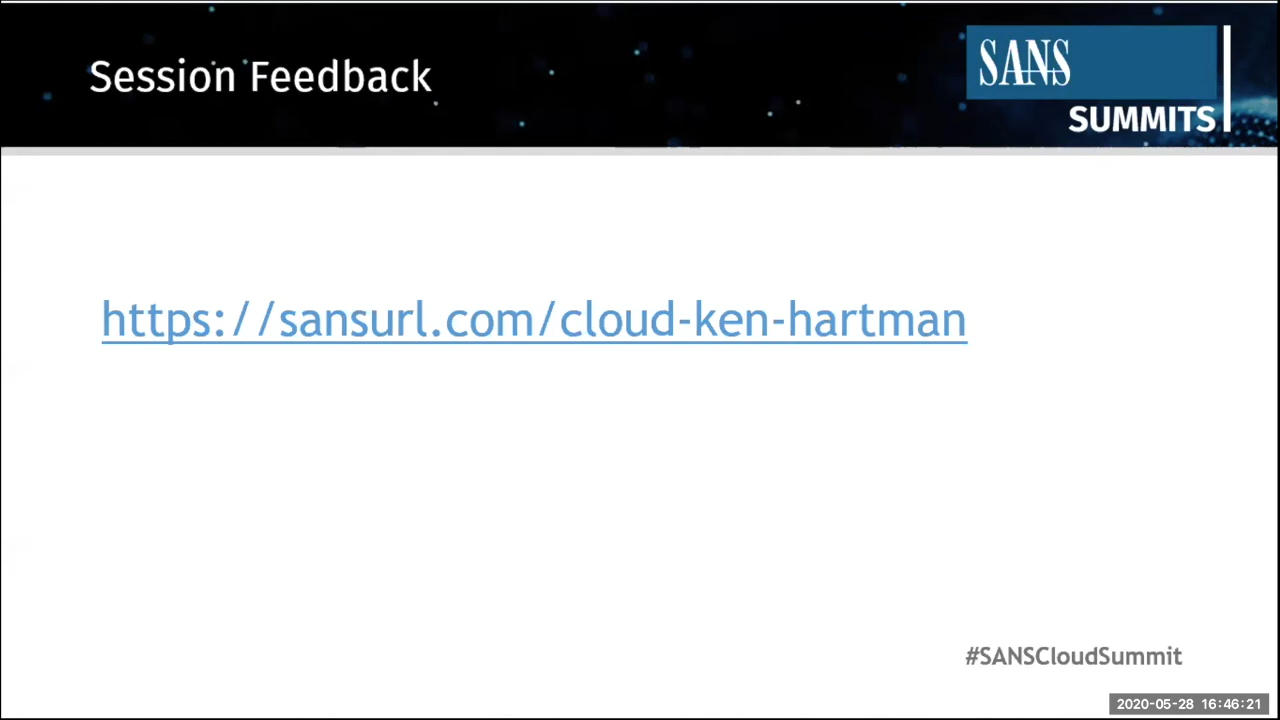 Session Feedback
SANS
SUMMITS
https://sansurl.com/cloud-ken-hartman
#SANSCloudSummit
2020-05-28 16:46:21